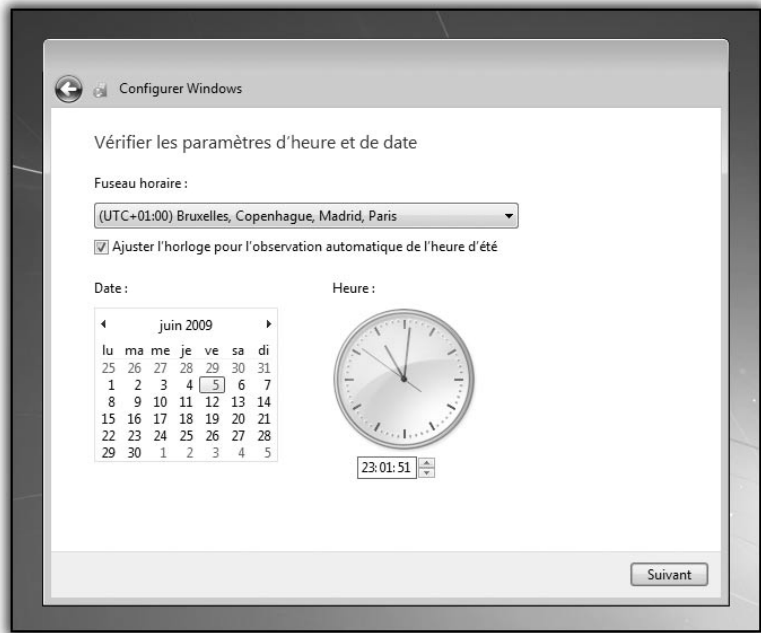 Configurer Windows
Vérifier les paramètres d'heure et de date
Fuseau horaire :
(UTC+01:00) Bruxelles, Copenhague, Madrid, Paris
Ajuster l'horloge pour l'observation automatique de l'heure d'été
Date :
Heure :
juin 2009
lu ma me je ve sa di
25 26 27 28 29 30 31
1 2 3 4 5 6 7
8 9 10 11 12 13 14
15 16 17 18 19 20 21
22 23 24 25 26 27 28
29 30 1 2 3 4 5
23:01:51
Suivant